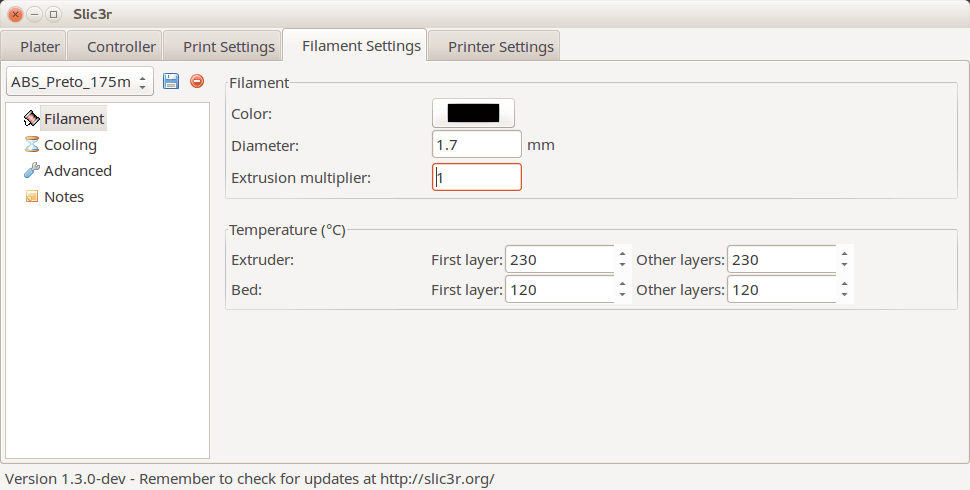 Slic3r
Plater Controller Print Settings Filament Settings Printer Settings
ABS_Preto_175m
Filament
Cooling
Advanced
Notes
Filament
Color:
Diameter: 1.7 mm
Extrusion multiplier: 1
Temperature (°C)
Extruder: First layer: 230 Other layers: 230
Bed: First layer: 120 Other layers: 120
Version 1.3.0-dev - Remember to check for updates at http://slic3r.org/